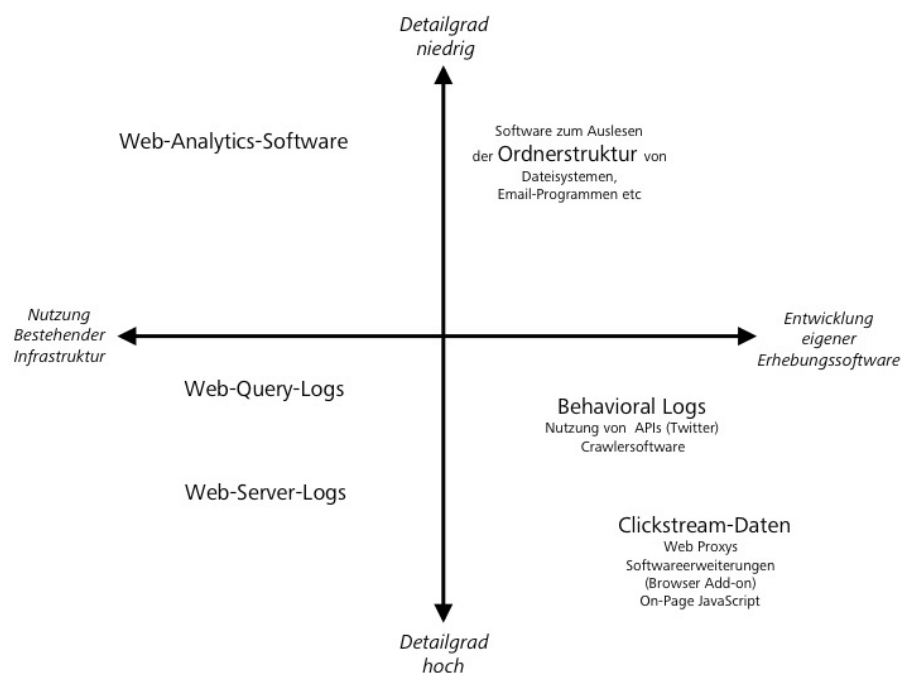 Detailgrad
niedrig
Web-Analytics-Software
Software zum Auslesen
der Ordnerstruktur von
Dateisystemen,
Email-Programmen etc
Nutzung
Bestehender
Infrastruktur
Entwicklung
eigener
Erhebungssoftware
Web-Query-Logs
Behavioral Logs
Nutzung von APIs (Twitter)
Crawlersoftware
Web-Server-Logs
Clickstream-Daten
Web Proxys
Softwareerweiterungen
(Browser Add-on)
On-Page JavaScript
Detailgrad
hoch